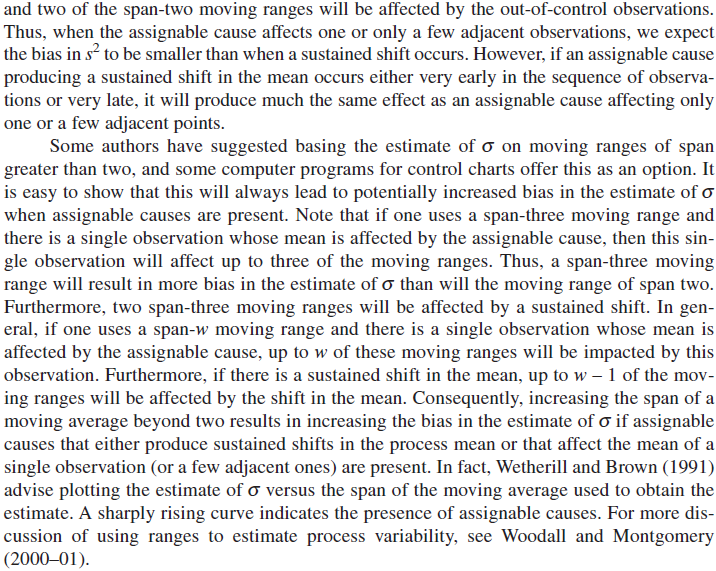 and two of the span-two moving ranges will be affected by the out-of-control observations.
Thus, when the assignable cause affects one or only a few adjacent observations, we expect
the bias in s² to be smaller than when a sustained shift occurs. However, if an assignable cause
producing a sustained shift in the mean occurs either very early in the sequence of observa-
tions or very late, it will produce much the same effect as an assignable cause affecting only
one or a few adjacent points.
Some authors have suggested basing the estimate of σ on moving ranges of span
greater than two, and some computer programs for control charts offer this as an option. It
is easy to show that this will always lead to potentially increased bias in the estimate of σ
when assignable causes are present. Note that if one uses a span-three moving range and
there is a single observation whose mean is affected by the assignable cause, then this sin-
gle observation will affect up to three of the moving ranges. Thus, a span-three moving
range will result in more bias in the estimate of σ than will the moving range of span two.
Furthermore, two span-three moving ranges will be affected by a sustained shift. In gen-
eral, if one uses a span-w moving range and there is a single observation whose mean is
affected by the assignable cause, up to w of these moving ranges will be impacted by this
observation. Furthermore, if there is a sustained shift in the mean, up to w – 1 of the mov-
ing ranges will be affected by the shift in the mean. Consequently, increasing the span of a
moving average beyond two results in increasing the bias in the estimate of σ if assignable
causes that either produce sustained shifts in the process mean or that affect the mean of a
single observation (or a few adjacent ones) are present. In fact, Wetherill and Brown (1991)
advise plotting the estimate of σ versus the span of the moving average used to obtain the
estimate. A sharply rising curve indicates the presence of assignable causes. For more dis-
cussion of using ranges to estimate process variability, see Woodall and Montgomery
(2000–01).